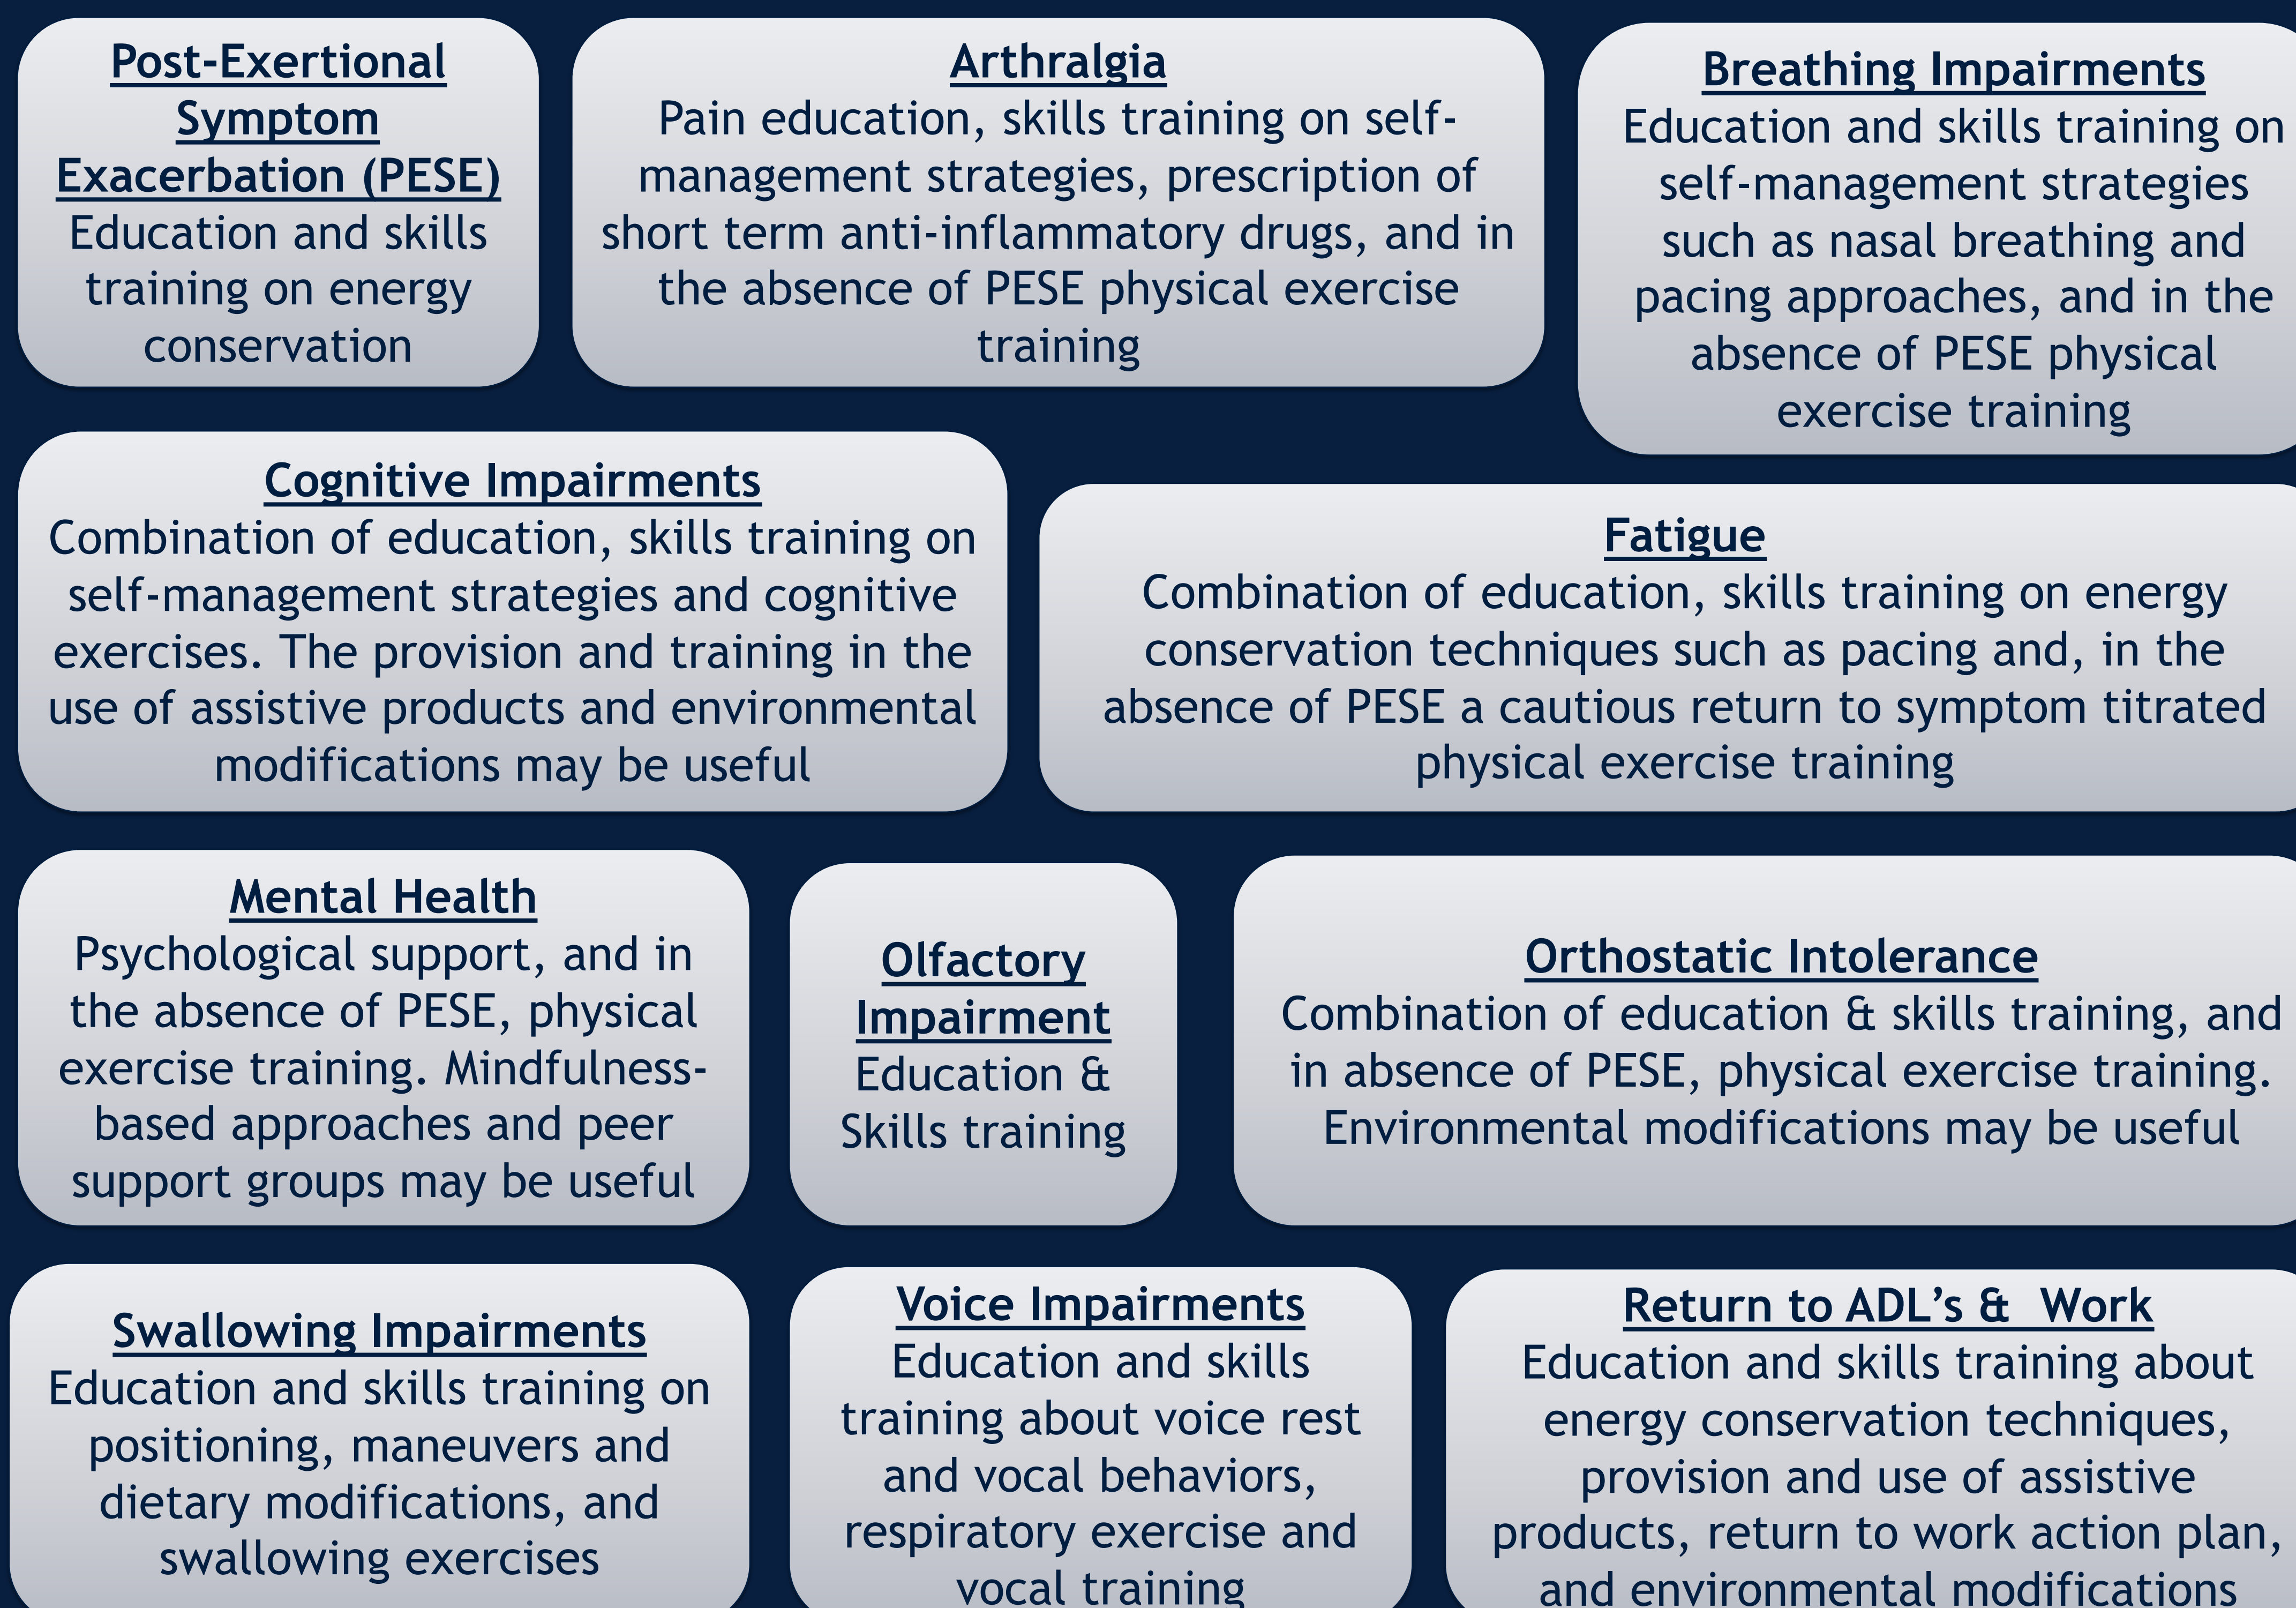 Post-Exertional
Symptom
Exacerbation (PESE)
Education and skills
training on energy
conservation
Arthralgia
Pain education, skills training on self-
management strategies, prescription of
short term anti-inflammatory drugs, and in
the absence of PESE physical exercise
training
Breathing Impairments
Education and skills training on
self-management strategies
such as nasal breathing and
pacing approaches, and in the
absence of PESE physical
exercise training
Cognitive Impairments
Combination of education, skills training on
self-management strategies and cognitive
exercises. The provision and training in the
use of assistive products and environmental
modifications may be useful
Fatigue
Combination of education, skills training on energy
conservation techniques such as pacing and, in the
absence of PESE a cautious return to symptom titrated
physical exercise training
Mental Health
Psychological support, and in
the absence of PESE, physical
exercise training. Mindfulness-
based approaches and peer
support groups may be useful
Olfactory
Impairment
Education &
Skills training
Orthostatic Intolerance
Combination of education & skills training, and
in absence of PESE, physical exercise training.
Environmental modifications may be useful
Swallowing Impairments
Education and skills training on
positioning, maneuvers and
dietary modifications, and
swallowing exercises
Voice Impairments
Education and skills
training about voice rest
and vocal behaviors,
respiratory exercise and
vocal training
Return to ADL’s &  Work
Education and skills training about
energy conservation techniques,
provision and use of assistive
products, return to work action plan,
and environmental modifications